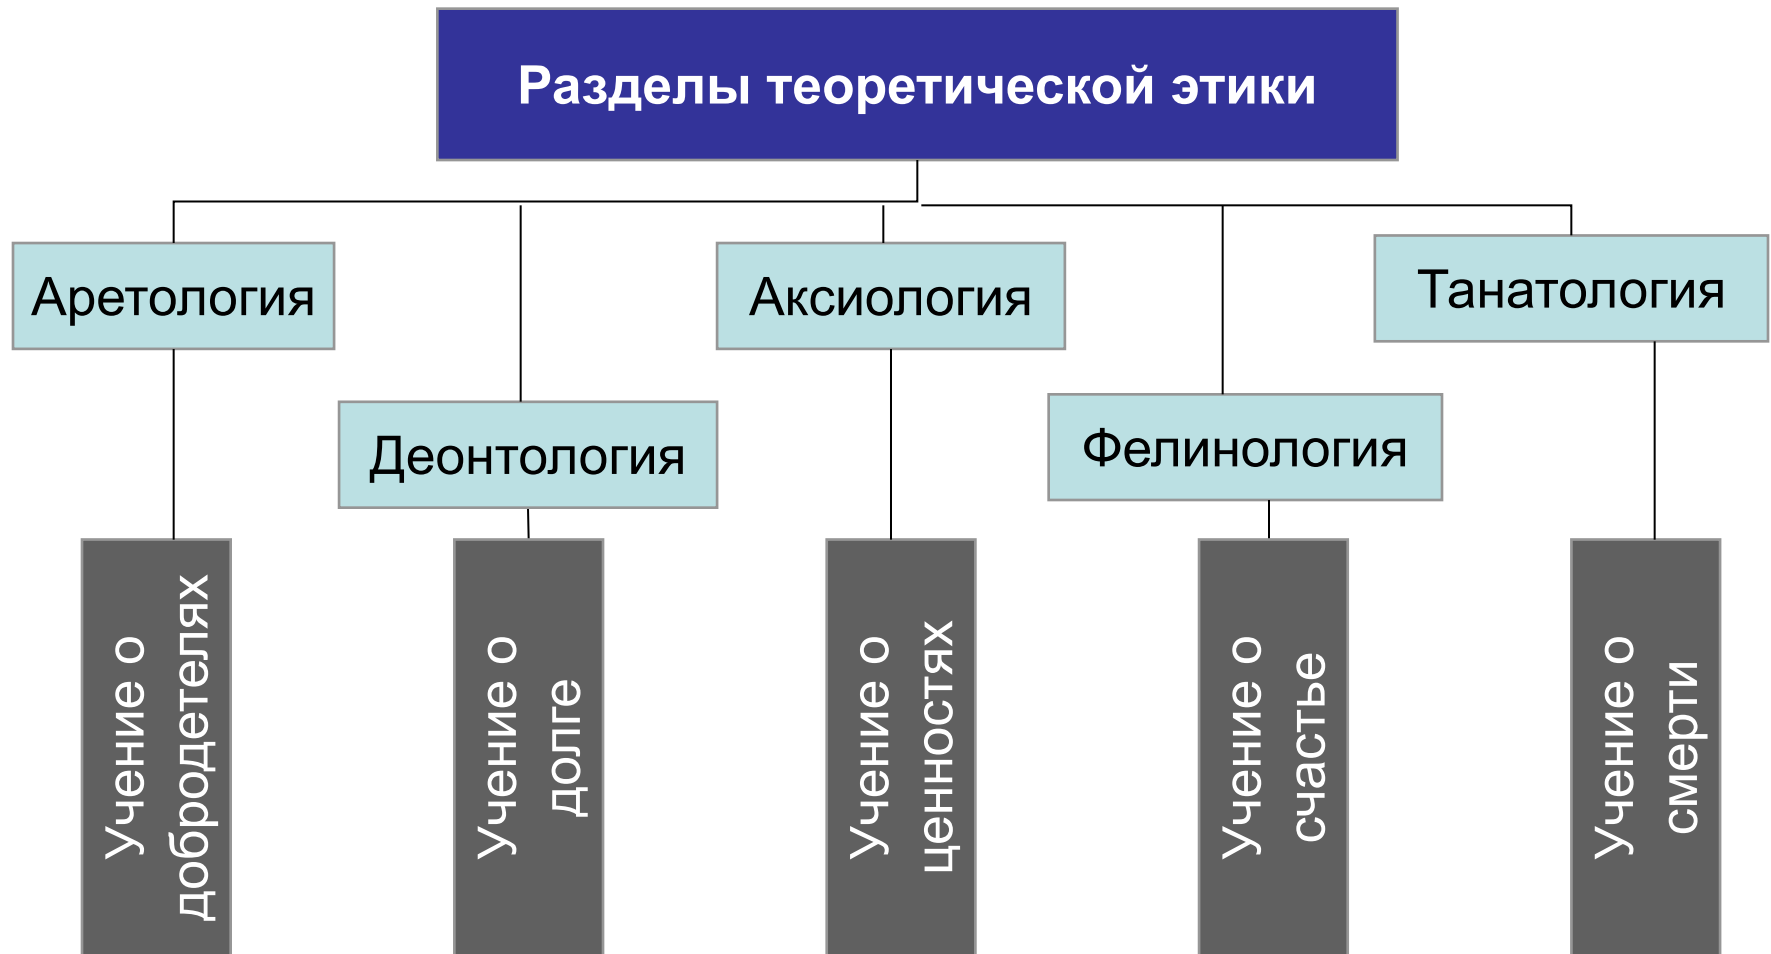 Разделы теоретической этики
Аретология
Аксиология
Танатология
Деонтология
Фелинология
Учение о
добродетелях
Учение о
долге
Учение о
ценностях
Учение о
счастье
Учение о
смерти